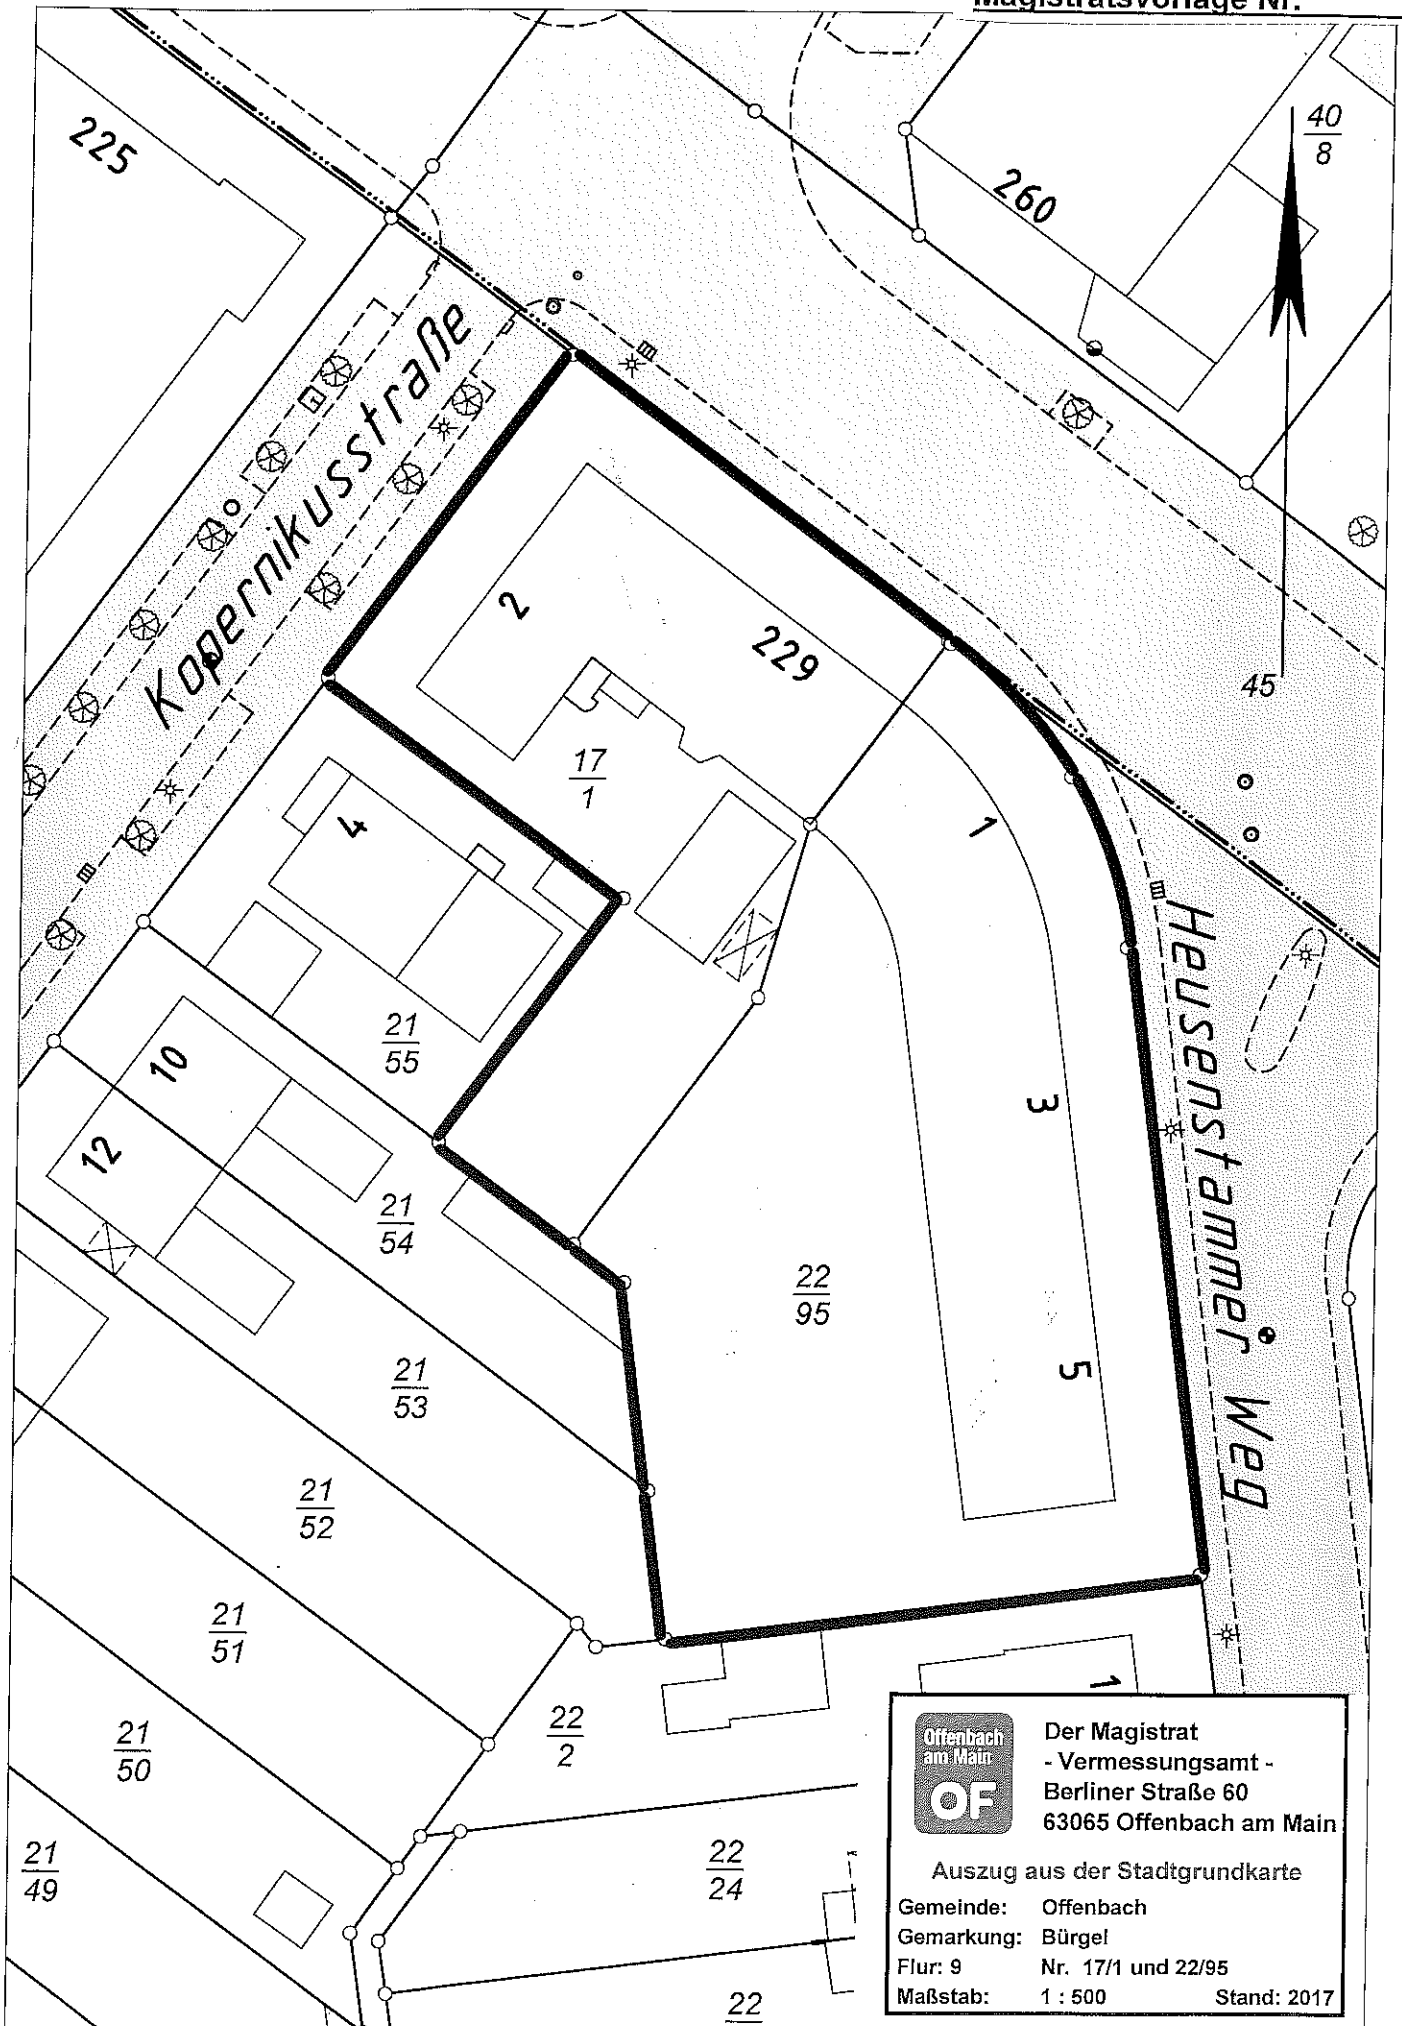 Magistratsvorlage Nr.
225
260
40
8
Kopernikusstraße
2
229
45
17
1
4
1
Heusenstammer Weg
21
55
10
12
3
21
54
22
95
21
53
5
21
52
21
51
22
2
1
21
50
21
49
22
24
22
Offenbach
am Main
OF
Der Magistrat
- Vermessungsamt -
Berliner Straße 60
63065 Offenbach am Main
Auszug aus der Stadtgrundkarte
Gemeinde: Offenbach
Gemarkung: Bürgel
Flur: 9 Nr. 17/1 und 22/95
Maßstab: 1 : 500 Stand: 2017